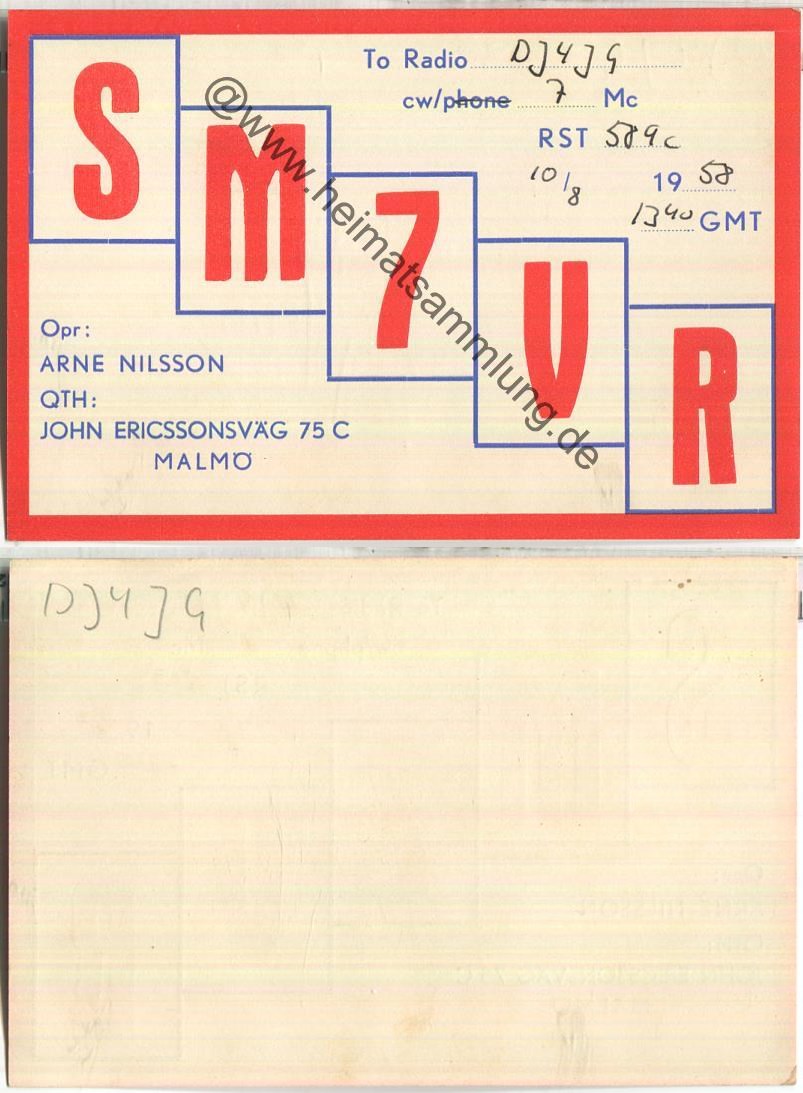 SM7VR
To Radio DJ4JG
cw/phone 7 Mc
RST 589c
10/8 1958
1340 GMT
Opr:
ARNE NILSSON
QTH:
JOHN ERICSSONSVÄG 75 C
MALMÖ
@www.heimatsammlung.de
DJ4JG